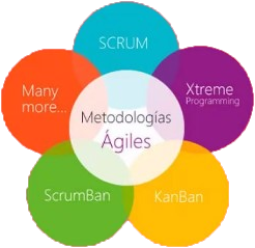 SCRUM
Many
more...
Xtreme
Programming
Metodologías
Ágiles
ScrumBan
KanBan